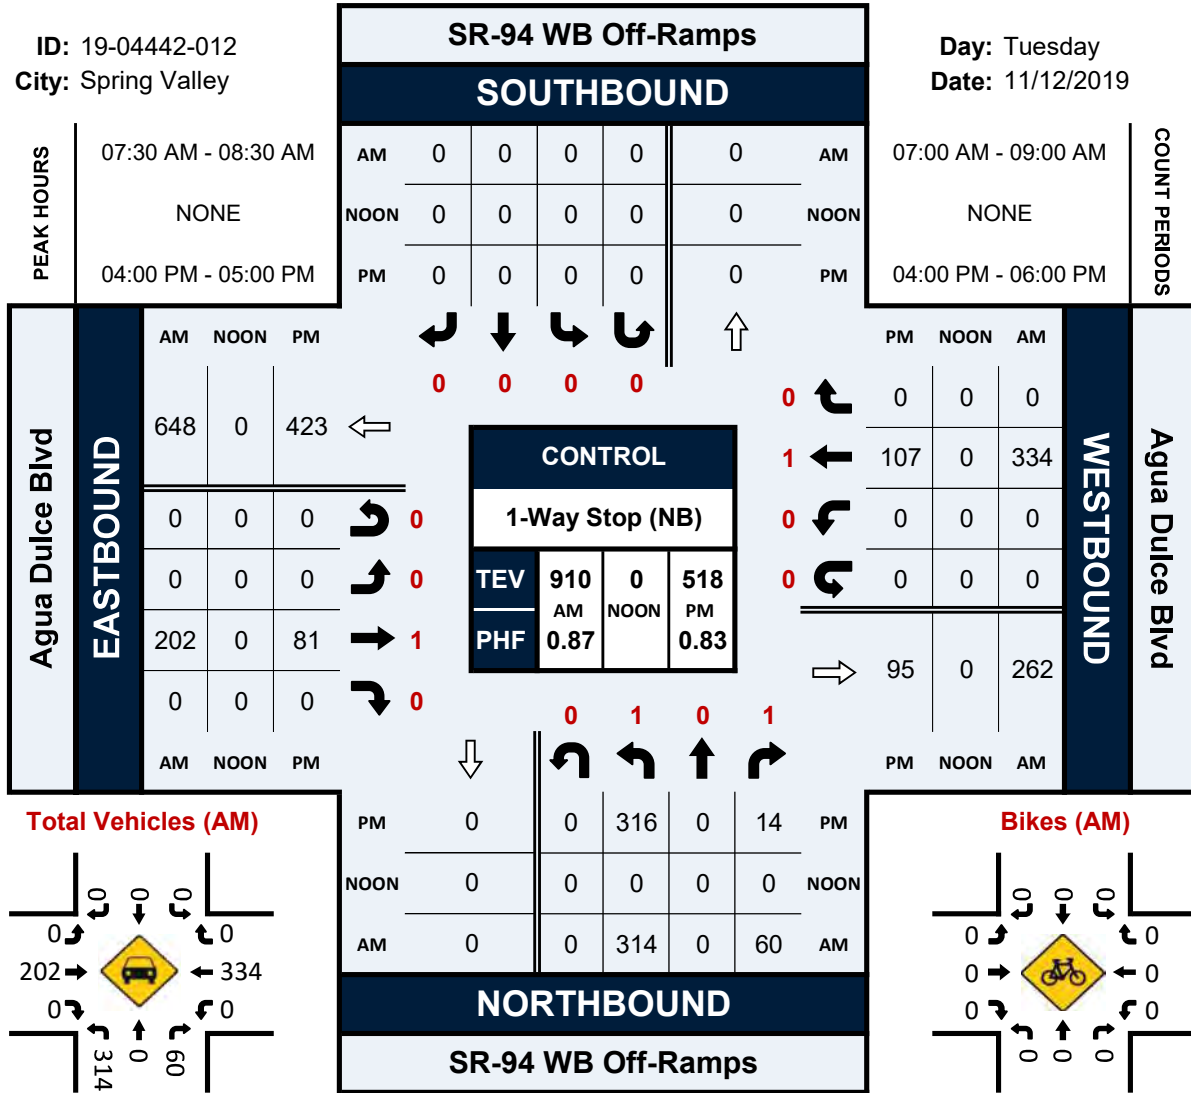 ID: 19-04442-012
City: Spring Valley
SR-94 WB Off-Ramps
SOUTHBOUND
Day: Tuesday
Date: 11/12/2019
PEAK HOURS
07:30 AM - 08:30 AM
NONE
04:00 PM - 05:00 PM
AM 0 0 0 0 0 AM
NOON 0 0 0 0 0 NOON
PM 0 0 0 0 0 PM
07:00 AM - 09:00 AM
NONE
04:00 PM - 06:00 PM
COUNT PERIODS
0 0 0 0
Agua Dulce Blvd
EASTBOUND
AM NOON PM
648 0 423
0 0 0 0
0 0 0 0
202 0 81 1
0 0 0 0
AM NOON PM
CONTROL
1-Way Stop (NB)
TEV 910 0 518
AM NOON PM
PHF 0.87 0.83
PM NOON AM
0 0 0 0
1 107 0 334
0 0 0 0
0 0 0 0
95 0 262
PM NOON AM
WESTBOUND
Agua Dulce Blvd
0 1 0 1
PM 0 0 316 0 14 PM
NOON 0 0 0 0 0 NOON
AM 0 0 314 0 60 AM
NORTHBOUND
SR-94 WB Off-Ramps
Total Vehicles (AM)
0 0 0
0 0
202 334
0 0
314 0 60
Bikes (AM)
0 0 0
0 0
0 0
0 0
0 0 0